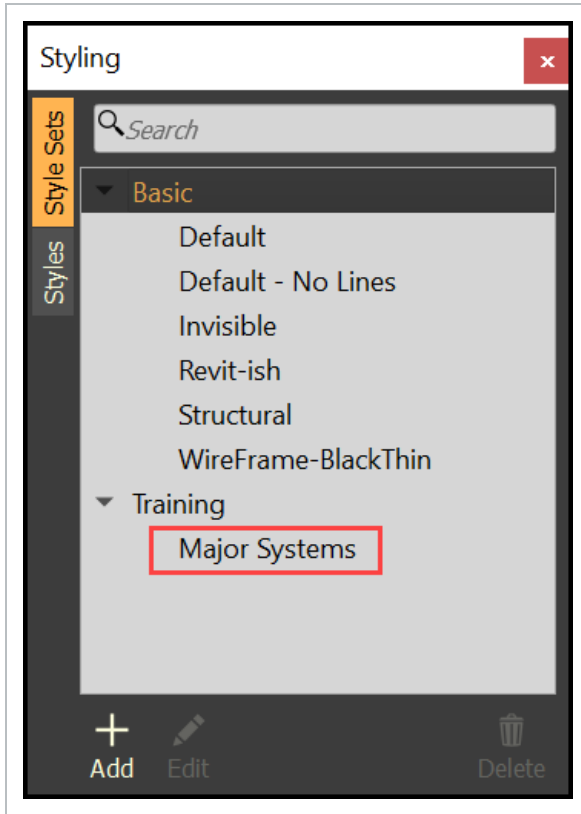 Styling
x
Style Sets
Styles
Search
Basic
Default
Default - No Lines
Invisible
Revit-ish
Structural
WireFrame-BlackThin
Training
Major Systems
Add Edit Delete